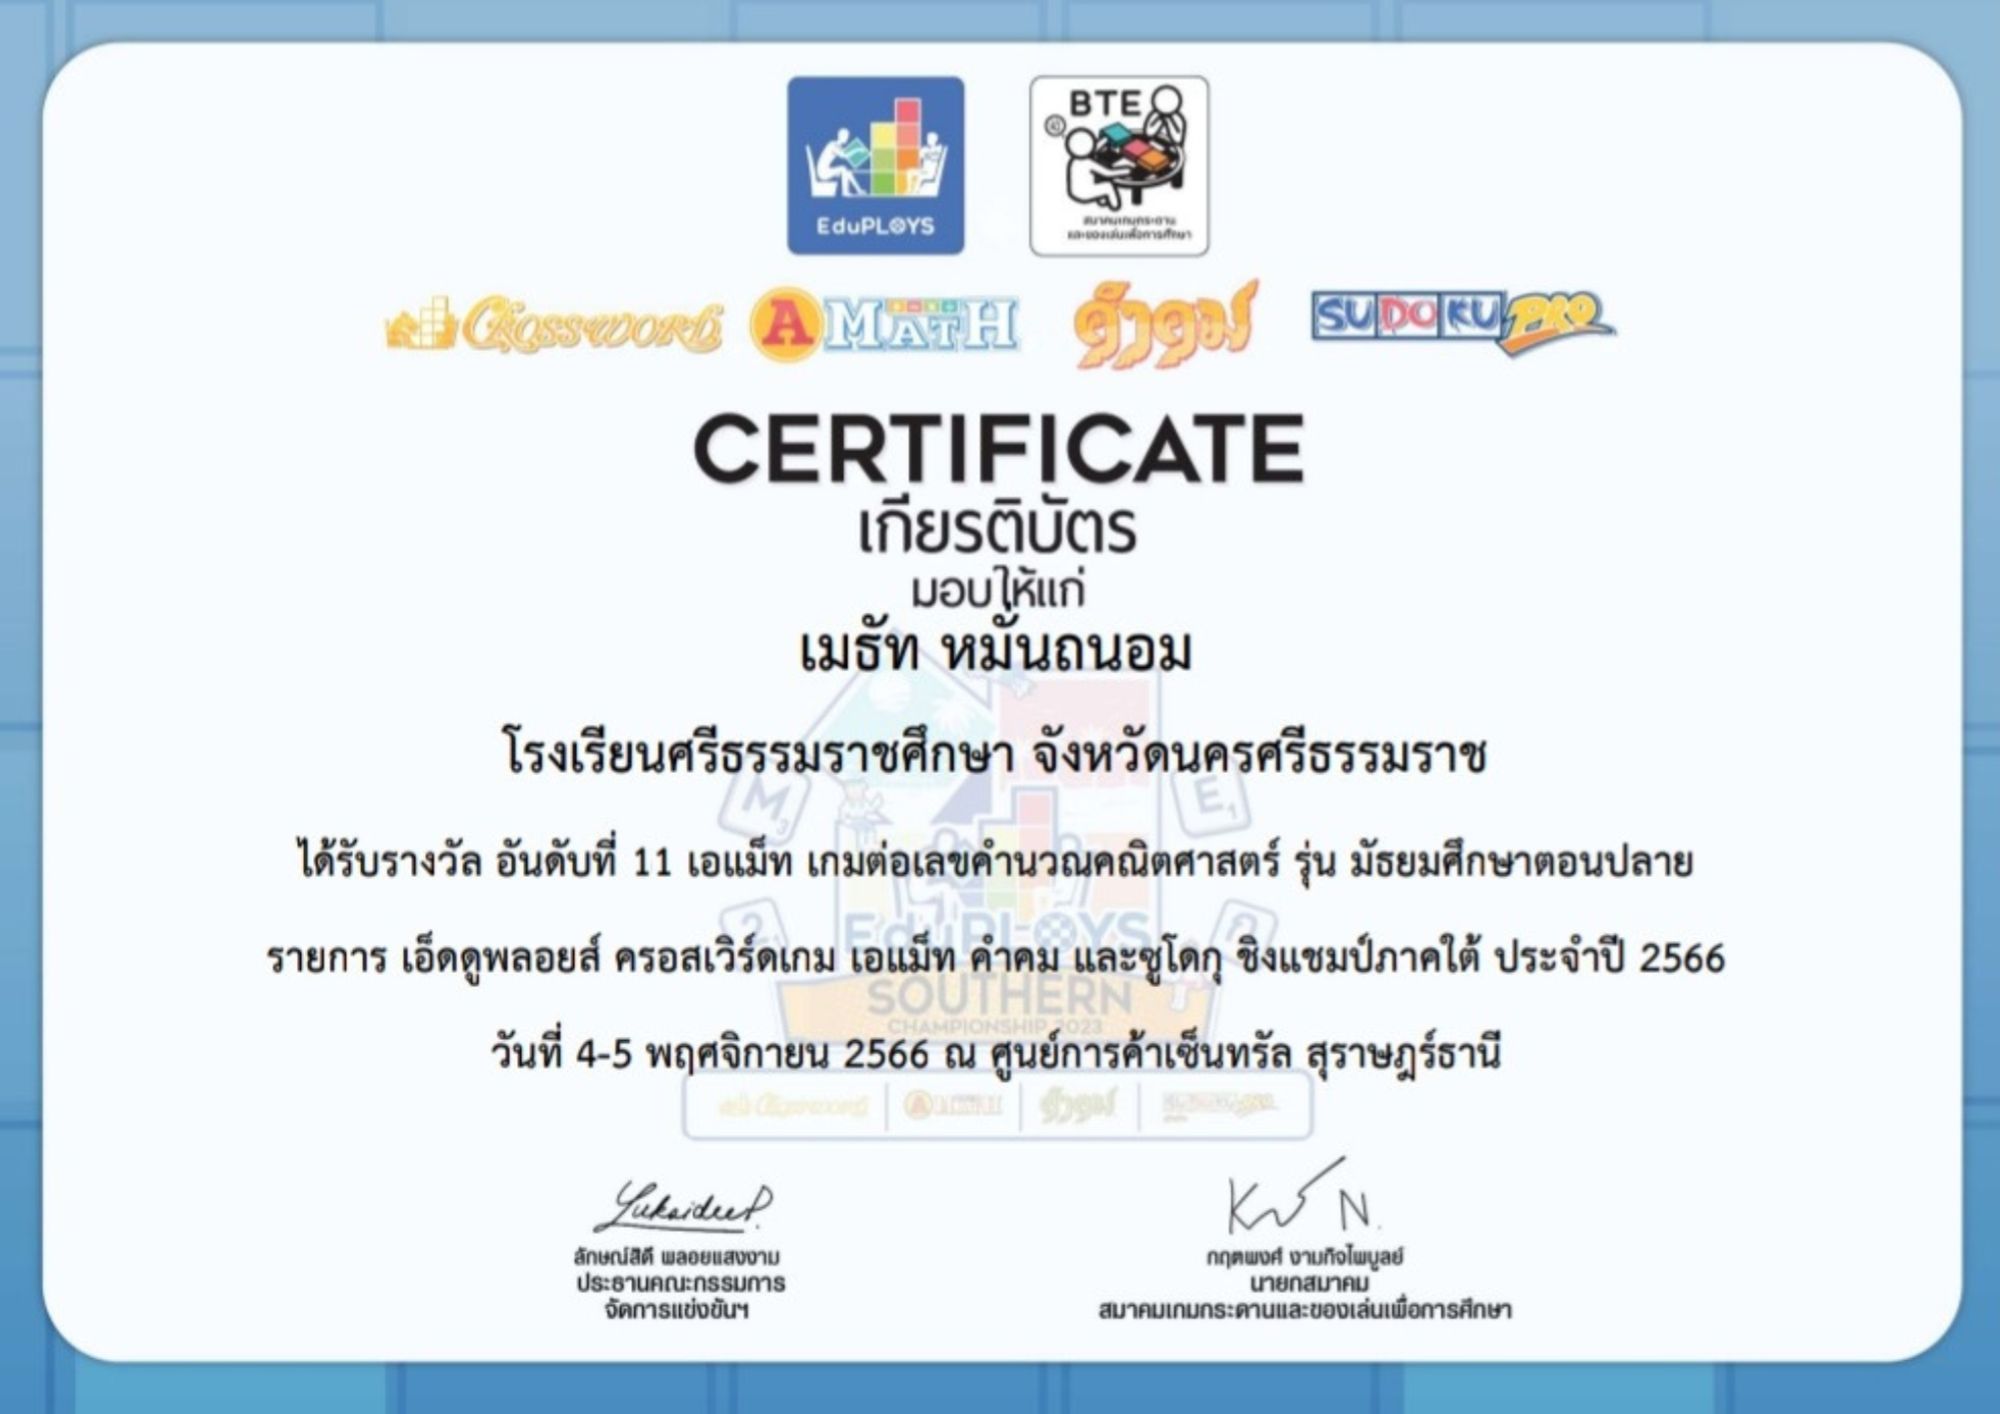 EduPLOYS
BTE
สมาคมเกมกระดาน
และของเล่นเพื่อการศึกษา
CROSSWORD
A MATH
คำคม
SUDOKU PRO
CERTIFICATE
เกียรติบัตร
มอบให้แก่
เมธัท หมั่นถนอม
โรงเรียนศรีธรรมราชศึกษา จังหวัดนครศรีธรรมราช
M3
E1
ได้รับรางวัล อันดับที่ 11 เอแม็ท เกมต่อเลขคำนวณคณิตศาสตร์ รุ่น มัธยมศึกษาตอนปลาย
EduPLOYS
รายการ เอ็ดดูพลอยส์ ครอสเวิร์ดเกม เอแม็ท คำคม และซูโดกุ ชิงแชมป์ภาคใต้ ประจำปี 2566
SOUTHERN
CHAMPIONSHIP 2023
วันที่ 4-5 พฤศจิกายน 2566 ณ ศูนย์การค้าเซ็นทรัล สุราษฎร์ธานี
Crossword
A MATH
คำคม
SUDOKU PRO
ลักษณ์สิดี พลอยแสงงาม
ประธานคณะกรรมการ
จัดการแข่งขันฯ
กฤตพงศ์ งามกิจไพบูลย์
นายกสมาคม
สมาคมเกมกระดานและของเล่นเพื่อการศึกษา